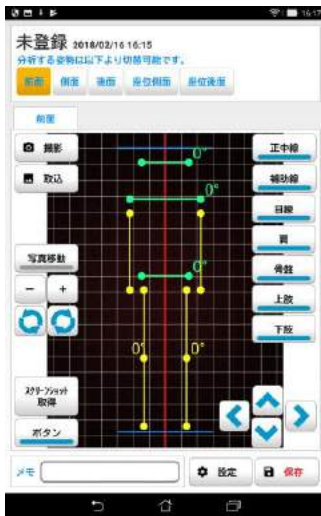 16:17
未登録 2018/02/16 16:15
分析する姿勢は以下より切替可能です。
前面 側面 後面 座位側面 座位後面
前面
撮影
取込
写真移動
− +
スクリーンショット
取得
ボタン
正中線
補助線
目線
肩
骨盤
上肢
下肢
0°
0°
0°
0° 0°
メモ
設定
保存